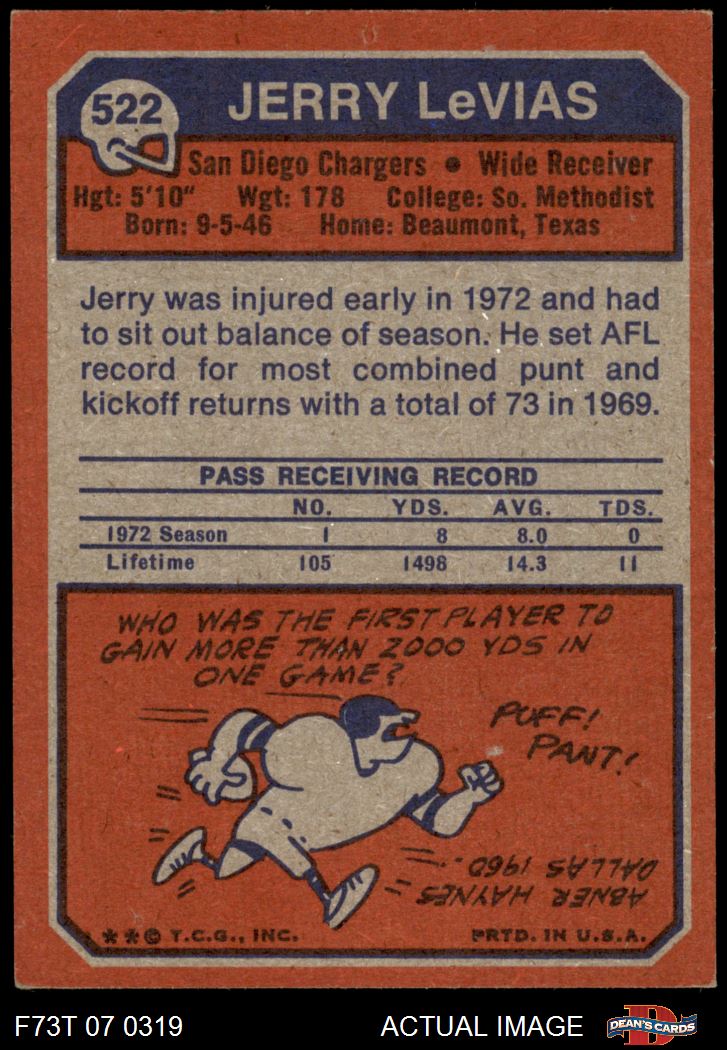 522
JERRY LeVIAS
San Diego Chargers • Wide Receiver
Hgt: 5'10" Wgt: 178 College: So. Methodist
Born: 9-5-46 Home: Beaumont, Texas
Jerry was injured early in 1972 and had
to sit out balance of season. He set AFL
record for most combined punt and
kickoff returns with a total of 73 in 1969.
PASS RECEIVING RECORD
NO. YDS. AVG. TDS.
1972 Season 1 8 8.0 0
Lifetime 105 1498 14.3 11
WHO WAS THE FIRST PLAYER TO
GAIN MORE THAN 2000 YDS IN
ONE GAME?
PUFF!
PANT!
ABNER HAYNES
DALLAS 1960..
**© T.C.G., INC. PRTD. IN U.S.A.
F73T 07 0319 ACTUAL IMAGE
D
DEAN'S CARDS